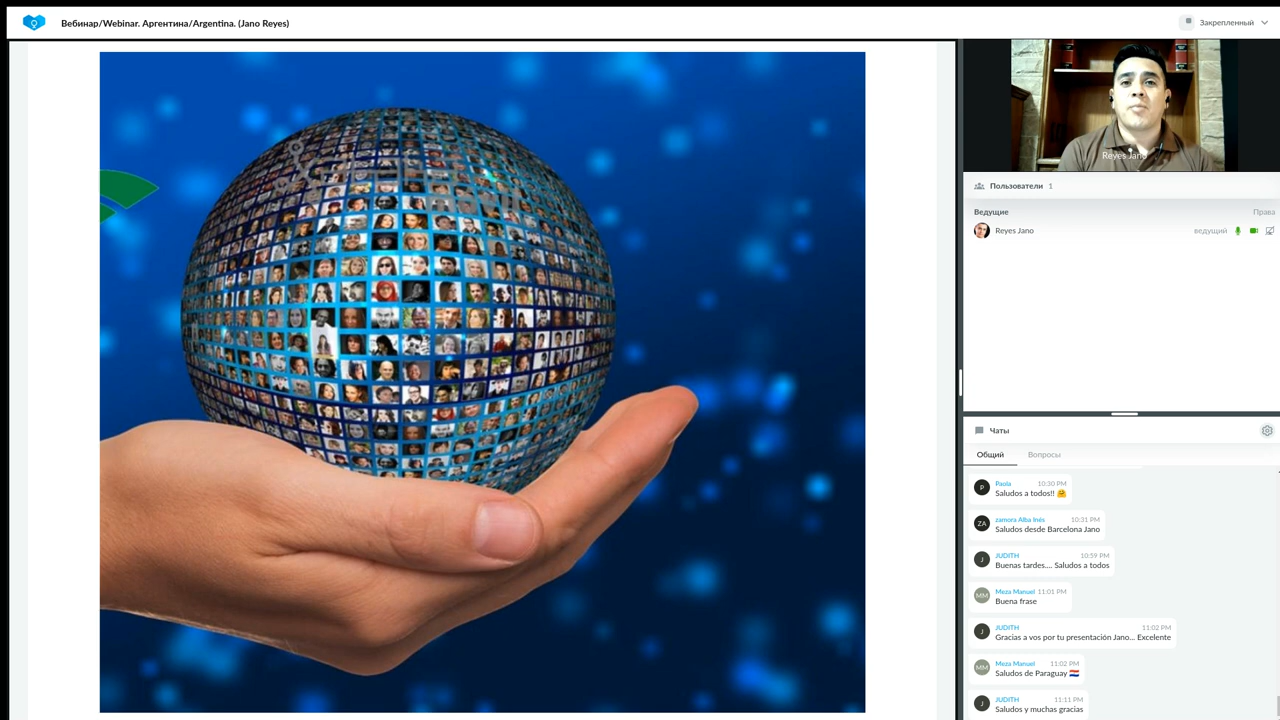 Вебинар/Webinar. Аргентина/Argentina. (Jano Reyes)
Закрепленный
Reyes Jano
Пользователи 1
Ведущие Права
Reyes Jano ведущий
Чаты
Общий Вопросы
P
Paola 10:30 PM
Saludos a todos!! 🤗
ZA
zamora Alba Inés 10:31 PM
Saludos desde Barcelona Jano
J
JUDITH 10:59 PM
Buenas tardes.... Saludos a todos
MM
Meza Manuel 11:01 PM
Buena frase
J
JUDITH 11:02 PM
Gracias a vos por tu presentación Jano... Excelente
MM
Meza Manuel 11:02 PM
Saludos de Paraguay 🇵🇾
J
JUDITH 11:11 PM
Saludos y muchas gracias